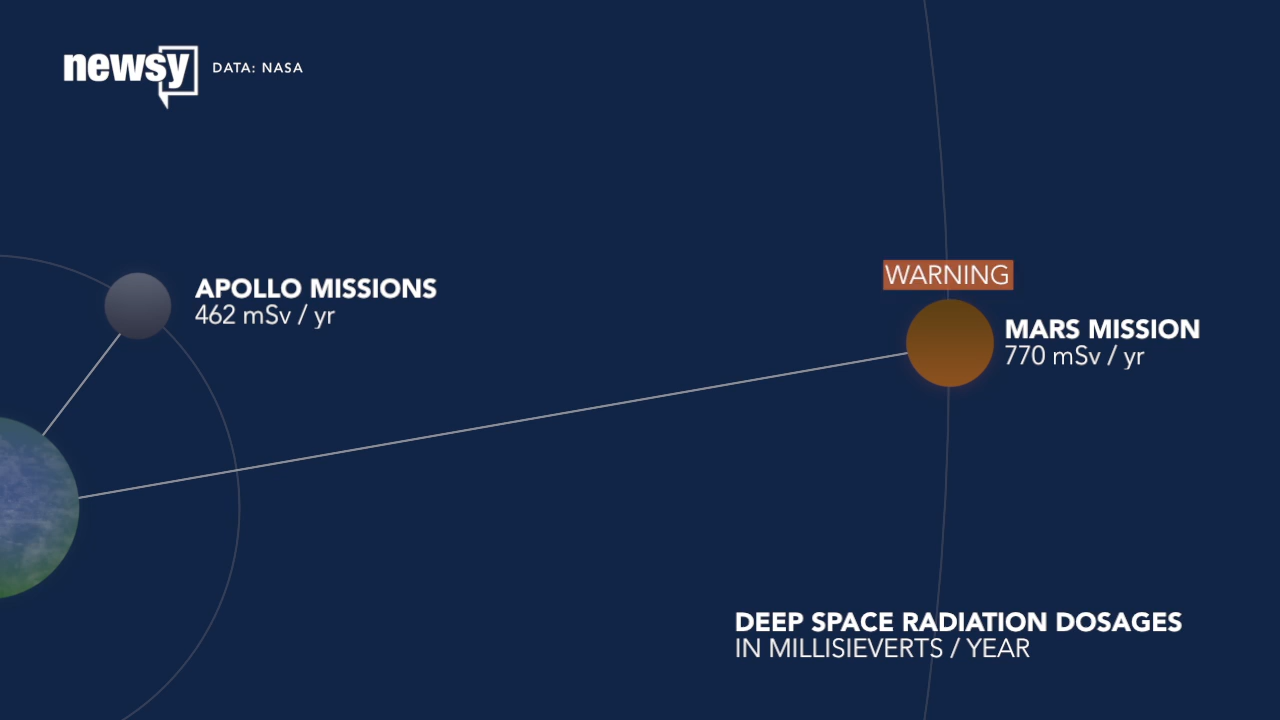 newsy
DATA: NASA
WARNING
APOLLO MISSIONS
462 mSv / yr
MARS MISSION
770 mSv / yr
DEEP SPACE RADIATION DOSAGES
IN MILLISIEVERTS / YEAR